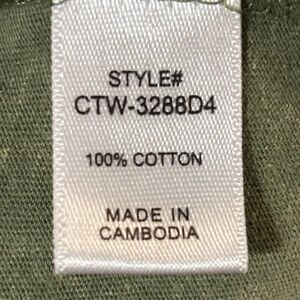 STYLE#
CTW-3288D4
100% COTTON
MADE IN
CAMBODIA